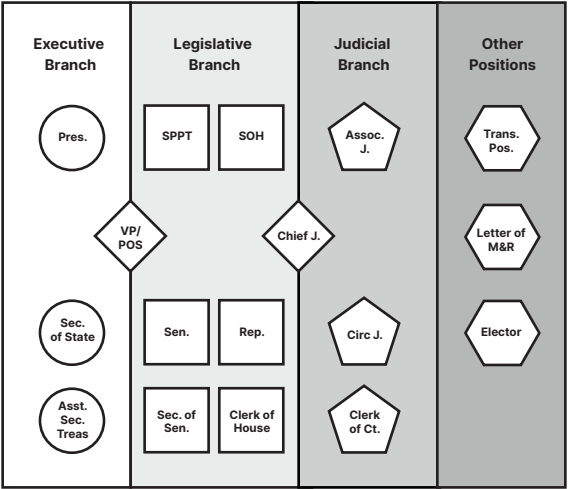 Executive
Branch
Legislative
Branch
Judicial
Branch
Other
Positions
Pres.
SPPT
SOH
Assoc.
J.
Trans.
Pos.
VP/
POS
Chief J.
Letter of
M&R
Sec.
of State
Sen.
Rep.
Circ J.
Elector
Asst.
Sec.
Treas
Sec. of
Sen.
Clerk of
House
Clerk
of Ct.